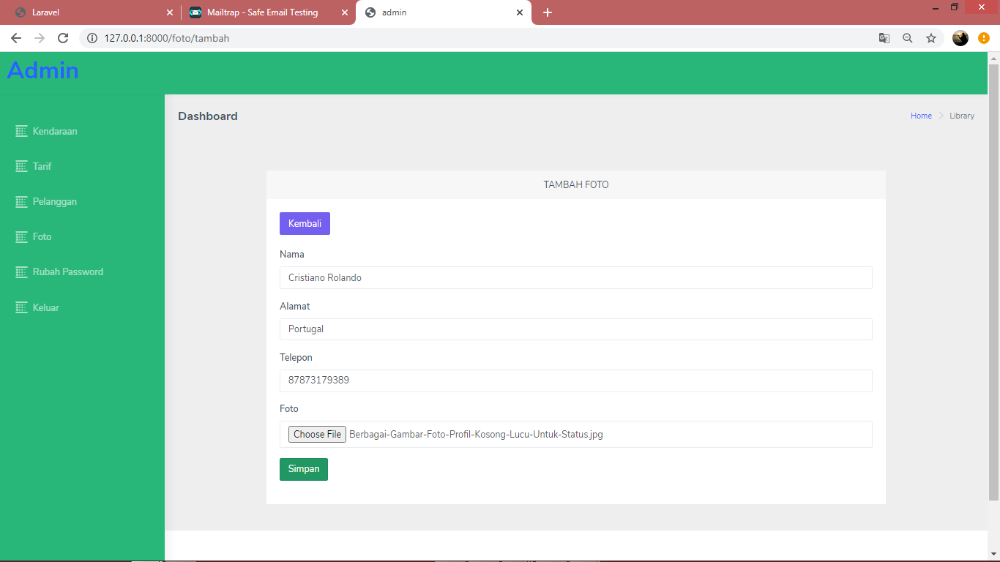 Laravel
Mailtrap - Safe Email Testing
admin
127.0.0.1:8000/foto/tambah
Admin
Kendaraan
Tarif
Pelanggan
Foto
Rubah Password
Keluar
Dashboard
Home
Library
TAMBAH FOTO
Kembali
Nama
Cristiano Rolando
Alamat
Portugal
Telepon
87873179389
Foto
Choose File Berbagai-Gambar-Foto-Profil-Kosong-Lucu-Untuk-Status.jpg
Simpan